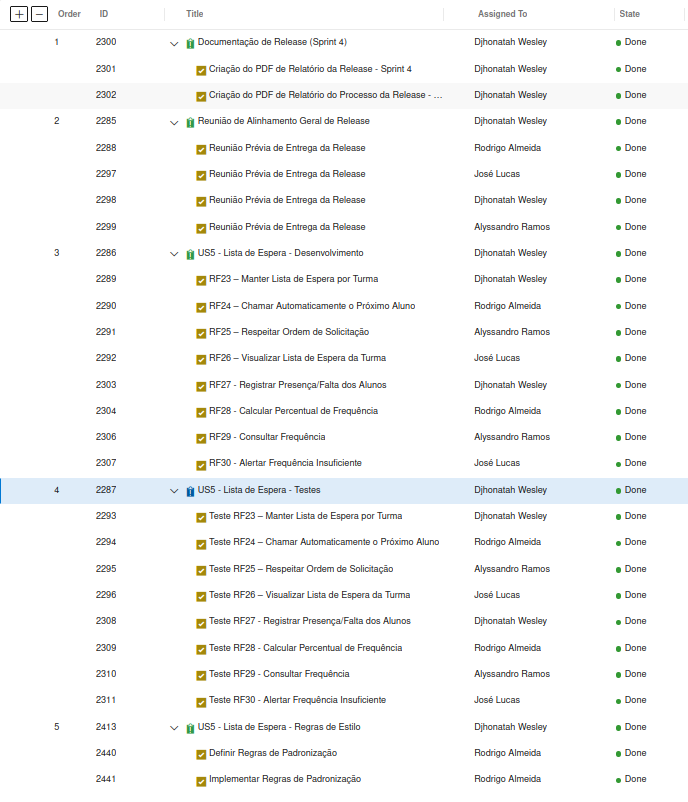 Order ID Title Assigned To State
1 2300 Documentação de Release (Sprint 4) Djhonatah Wesley Done
2301 Criação do PDF de Relatório da Release - Sprint 4 Djhonatah Wesley Done
2302 Criação do PDF de Relatório do Processo da Release - ... Djhonatah Wesley Done
2 2285 Reunião de Alinhamento Geral de Release Djhonatah Wesley Done
2288 Reunião Prévia de Entrega da Release Rodrigo Almeida Done
2297 Reunião Prévia de Entrega da Release José Lucas Done
2298 Reunião Prévia de Entrega da Release Djhonatah Wesley Done
2299 Reunião Prévia de Entrega da Release Alyssandro Ramos Done
3 2286 US5 - Lista de Espera - Desenvolvimento Djhonatah Wesley Done
2289 RF23 – Manter Lista de Espera por Turma Djhonatah Wesley Done
2290 RF24 – Chamar Automaticamente o Próximo Aluno Rodrigo Almeida Done
2291 RF25 – Respeitar Ordem de Solicitação Alyssandro Ramos Done
2292 RF26 – Visualizar Lista de Espera da Turma José Lucas Done
2303 RF27 - Registrar Presença/Falta dos Alunos Djhonatah Wesley Done
2304 RF28 - Calcular Percentual de Frequência Rodrigo Almeida Done
2306 RF29 - Consultar Frequência Alyssandro Ramos Done
2307 RF30 - Alertar Frequência Insuficiente José Lucas Done
4 2287 US5 - Lista de Espera - Testes Djhonatah Wesley Done
2293 Teste RF23 – Manter Lista de Espera por Turma Djhonatah Wesley Done
2294 Teste RF24 – Chamar Automaticamente o Próximo Aluno Rodrigo Almeida Done
2295 Teste RF25 – Respeitar Ordem de Solicitação Alyssandro Ramos Done
2296 Teste RF26 – Visualizar Lista de Espera da Turma José Lucas Done
2308 Teste RF27 - Registrar Presença/Falta dos Alunos Djhonatah Wesley Done
2309 Teste RF28 - Calcular Percentual de Frequência Rodrigo Almeida Done
2310 Teste RF29 - Consultar Frequência Alyssandro Ramos Done
2311 Teste RF30 - Alertar Frequência Insuficiente José Lucas Done
5 2413 US5 - Lista de Espera - Regras de Estilo Djhonatah Wesley Done
2440 Definir Regras de Padronização Rodrigo Almeida Done
2441 Implementar Regras de Padronização Rodrigo Almeida Done